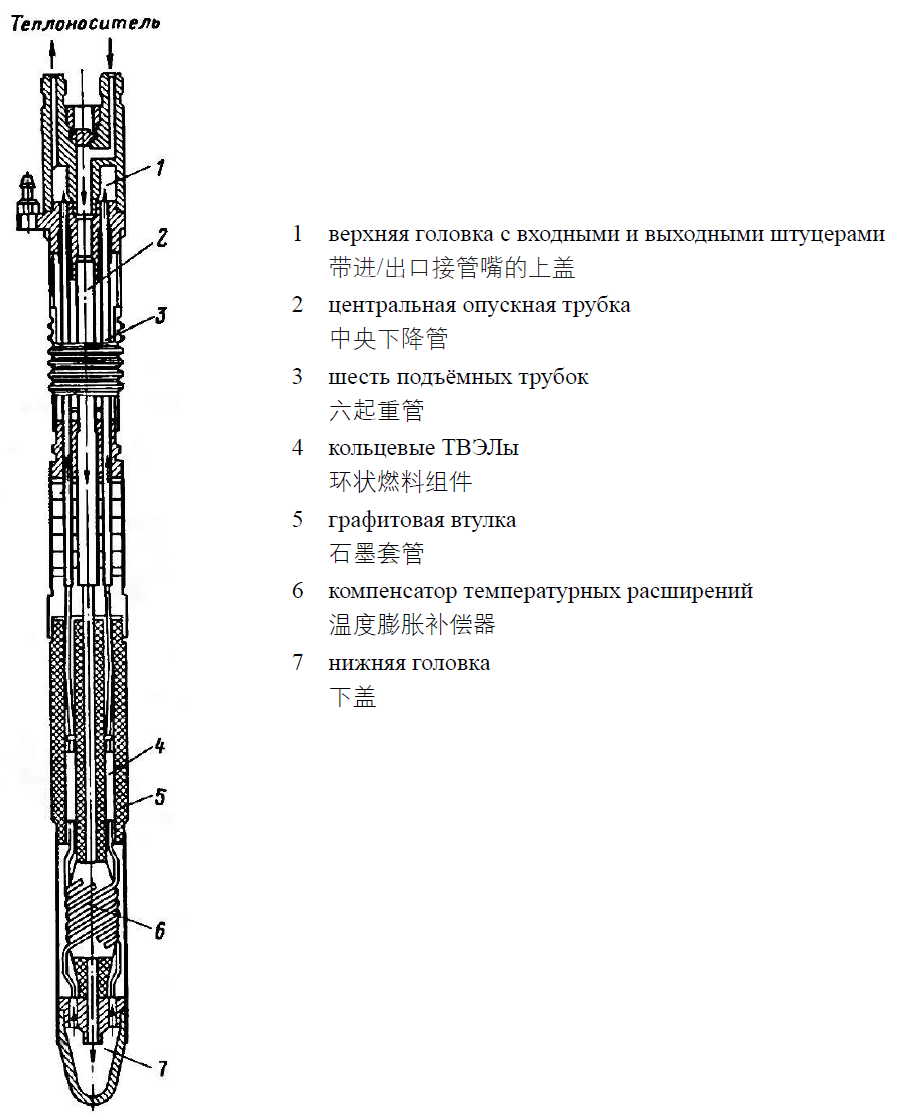 Теплоноситель
1
2
3
4
5
6
7
1 верхняя головка с входными и выходными штуцерами
带进/出口接管嘴的上盖
2 центральная опускная трубка
中央下降管
3 шесть подъёмных трубок
六起重管
4 кольцевые ТВЭЛы
环状燃料组件
5 графитовая втулка
石墨套管
6 компенсатор температурных расширений
温度膨胀补偿器
7 нижняя головка
下盖